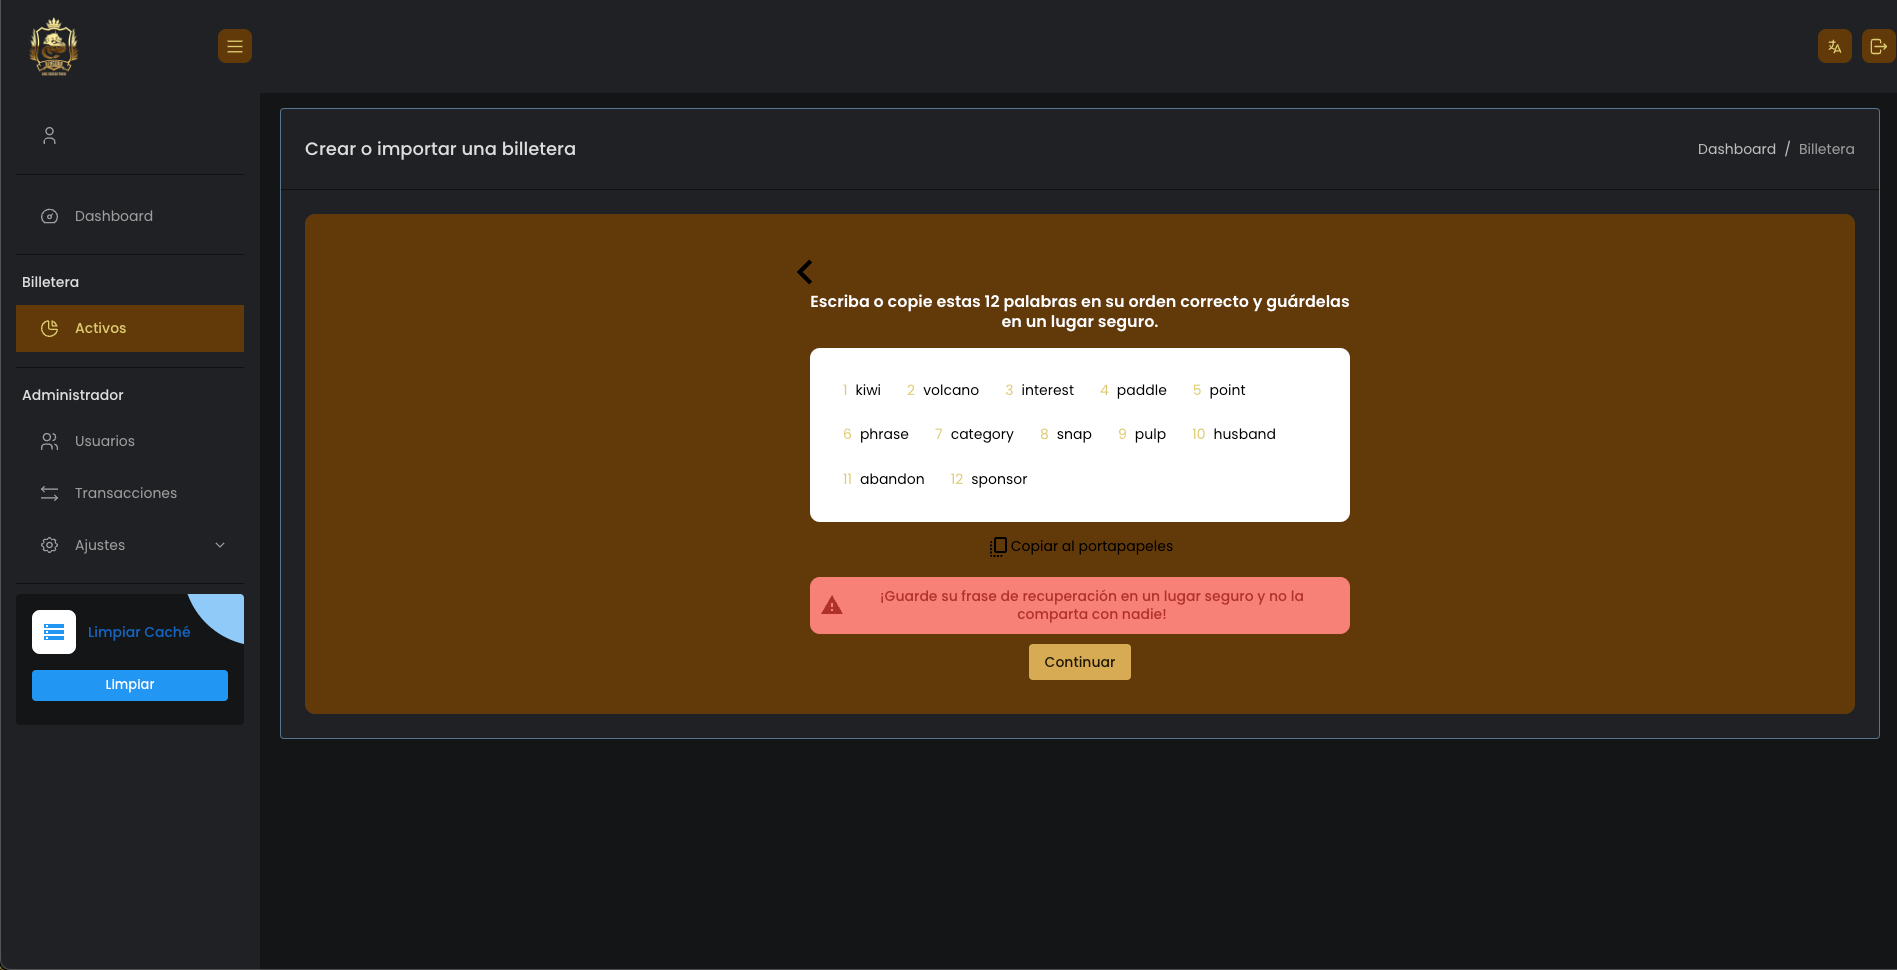 Crear o importar una billetera
Dashboard / Billetera
Dashboard
Billetera
Activos
Administrador
Usuarios
Transacciones
Ajustes
Limpiar Caché
Limpiar
Escriba o copie estas 12 palabras en su orden correcto y guárdelas
en un lugar seguro.
1 kiwi 2 volcano 3 interest 4 paddle 5 point
6 phrase 7 category 8 snap 9 pulp 10 husband
11 abandon 12 sponsor
Copiar al portapapeles
¡Guarde su frase de recuperación en un lugar seguro y no la
comparta con nadie!
Continuar